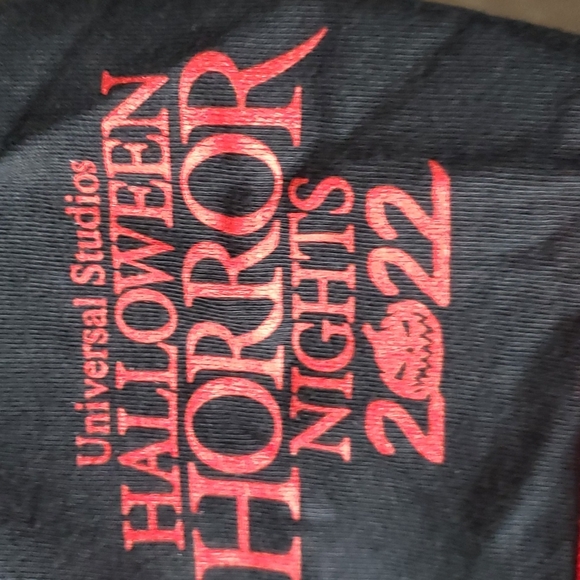 Universal Studios
HALLOWEEN
HORROR
NIGHTS
2022